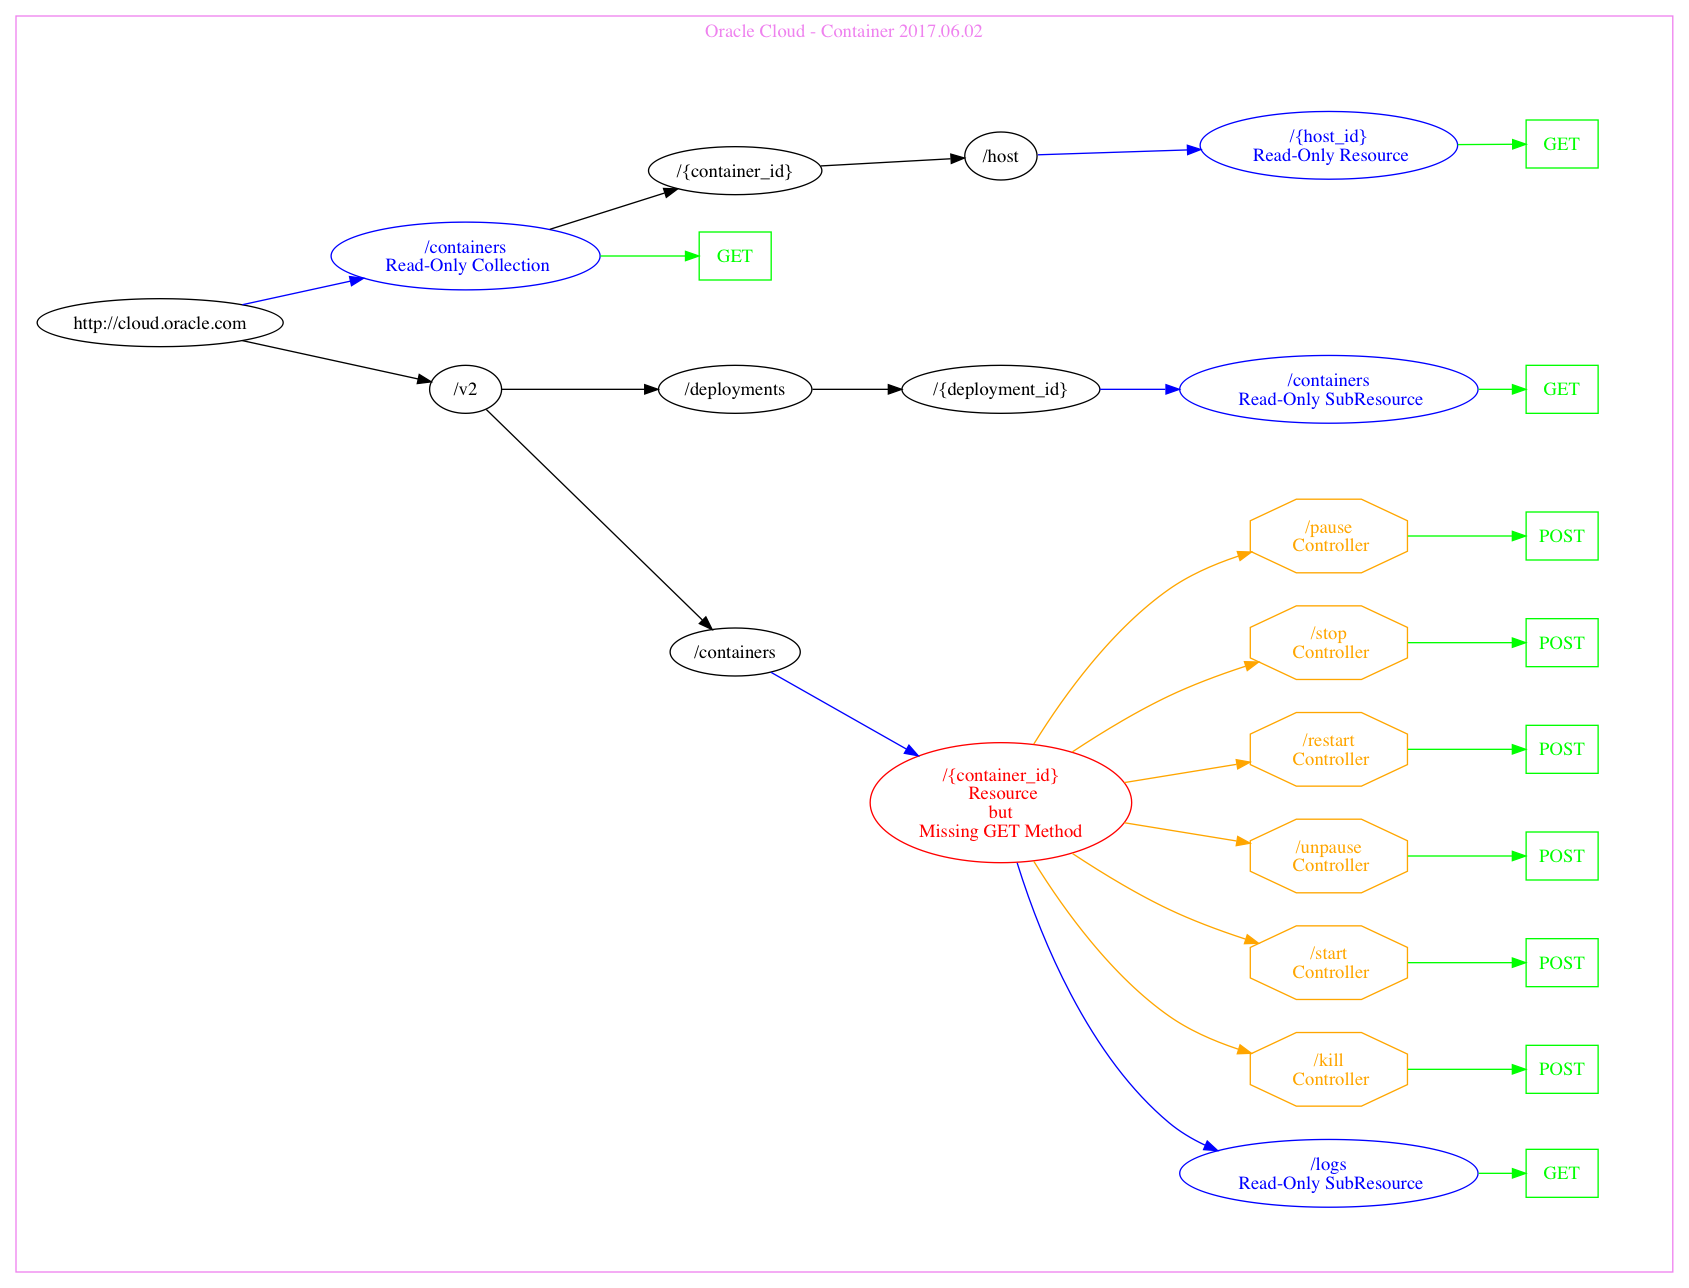 Oracle Cloud - Container 2017.06.02
/{host_id}
Read-Only Resource
GET
/host
/{container_id}
/containers
Read-Only Collection
GET
http://cloud.oracle.com
/v2
/deployments
/{deployment_id}
/containers
Read-Only SubResource
GET
/pause
Controller
POST
/stop
Controller
POST
/containers
/restart
Controller
POST
/{container_id}
Resource
but
Missing GET Method
/unpause
Controller
POST
/start
Controller
POST
/kill
Controller
POST
/logs
Read-Only SubResource
GET